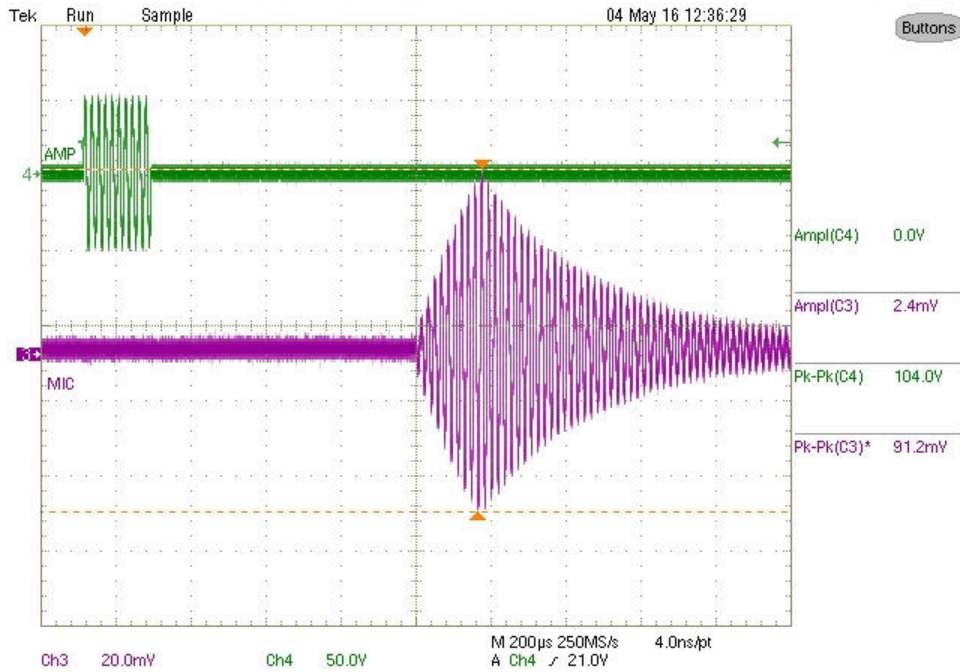 Tek Run Sample 04 May 16 12:36:29
Buttons
AMP
4
Ampl(C4) 0.0V
Ampl(C3) 2.4mV
3
MIC
Pk-Pk(C4) 104.0V
Pk-Pk(C3)* 91.2mV
M 200µs 250MS/s 4.0ns/pt
Ch3 20.0mV Ch4 50.0V A Ch4 / 21.0V